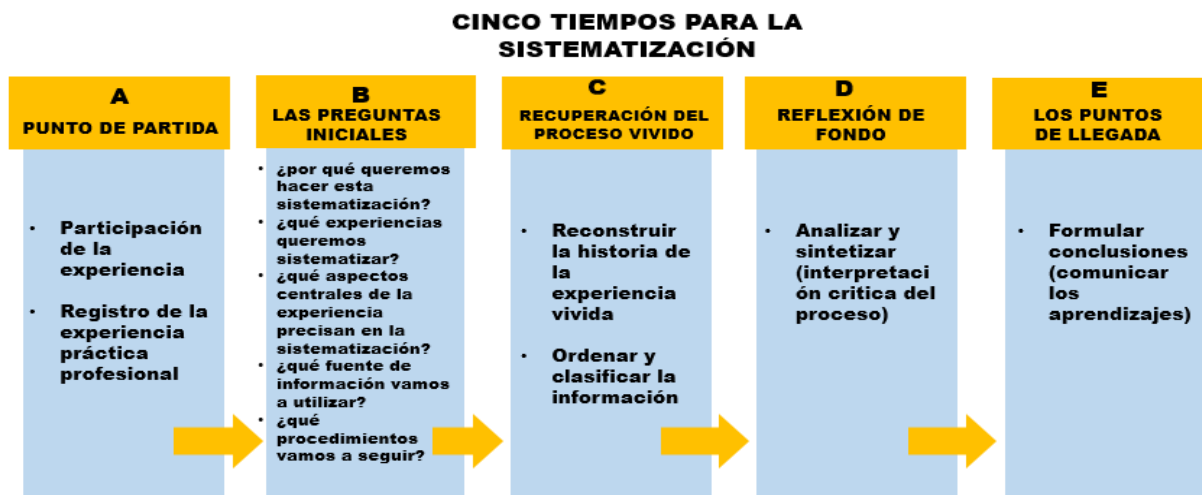 CINCO TIEMPOS PARA LA
SISTEMATIZACIÓN
A
PUNTO DE PARTIDA
• Participación
de la
experiencia
• Registro de la
experiencia
práctica
profesional
B
LAS PREGUNTAS
INICIALES
• ¿por qué queremos
hacer esta
sistematización?
• ¿qué experiencias
queremos
sistematizar?
• ¿qué aspectos
centrales de la
experiencia
precisan en la
sistematización?
• ¿qué fuente de
información vamos
a utilizar?
• ¿qué
procedimientos
vamos a seguir?
C
RECUPERACIÓN DEL
PROCESO VIVIDO
• Reconstruir
la historia de
la
experiencia
vivida
• Ordenar y
clasificar la
información
D
REFLEXIÓN DE
FONDO
• Analizar y
sintetizar
(interpretaci
ón critica del
proceso)
E
LOS PUNTOS
DE LLEGADA
• Formular
conclusiones
(comunicar
los
aprendizajes)